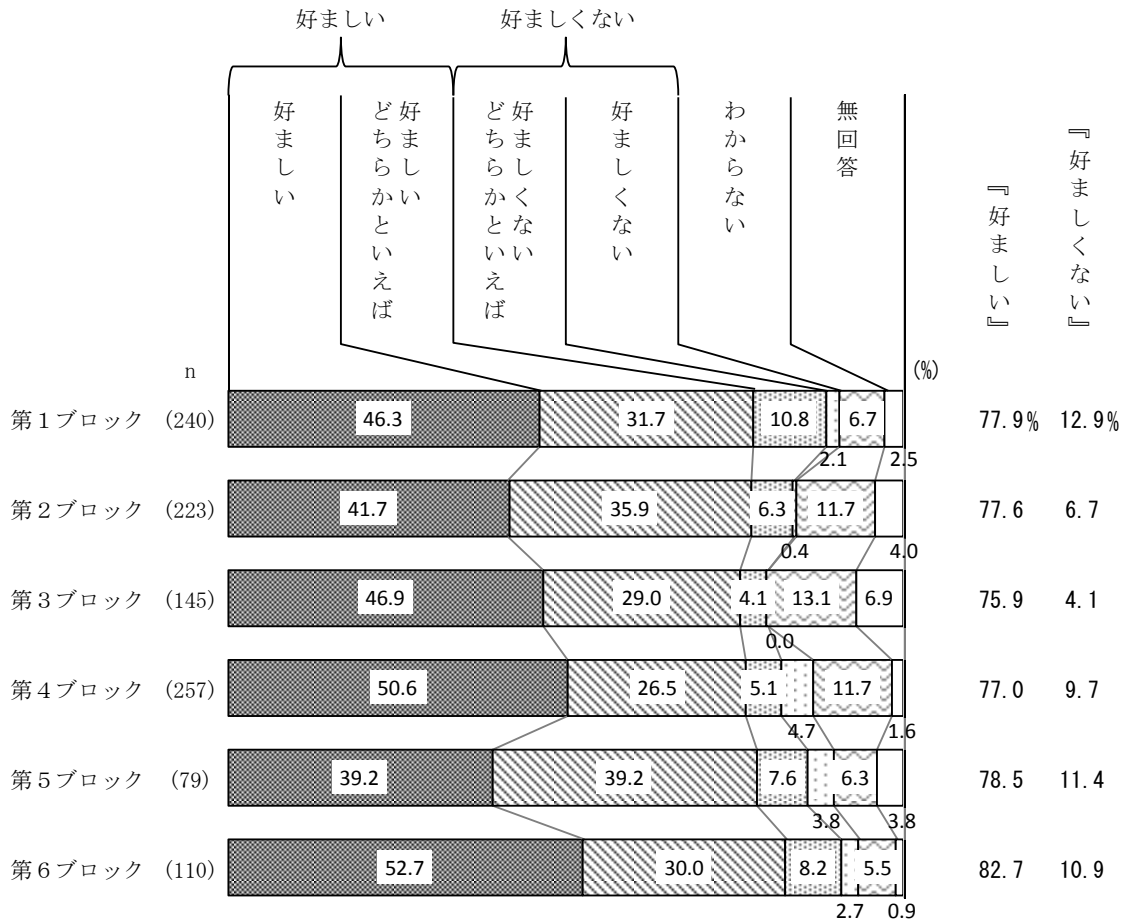 好ましい
好ましくない
好ましい
どちらかといえば
好ましい
どちらかといえば
好ましくない
好ましくない
わからない
無回答
『好ましい』
『好ましくない』
n
(%)
第１ブロック (240) 46.3 31.7 10.8 6.7 77.9% 12.9%
2.1 2.5
第２ブロック (223) 41.7 35.9 6.3 11.7 77.6 6.7
0.4 4.0
第３ブロック (145) 46.9 29.0 4.1 13.1 6.9 75.9 4.1
0.0
第４ブロック (257) 50.6 26.5 5.1 11.7 77.0 9.7
4.7 1.6
第５ブロック (79) 39.2 39.2 7.6 6.3 78.5 11.4
3.8 3.8
第６ブロック (110) 52.7 30.0 8.2 5.5 82.7 10.9
2.7 0.9